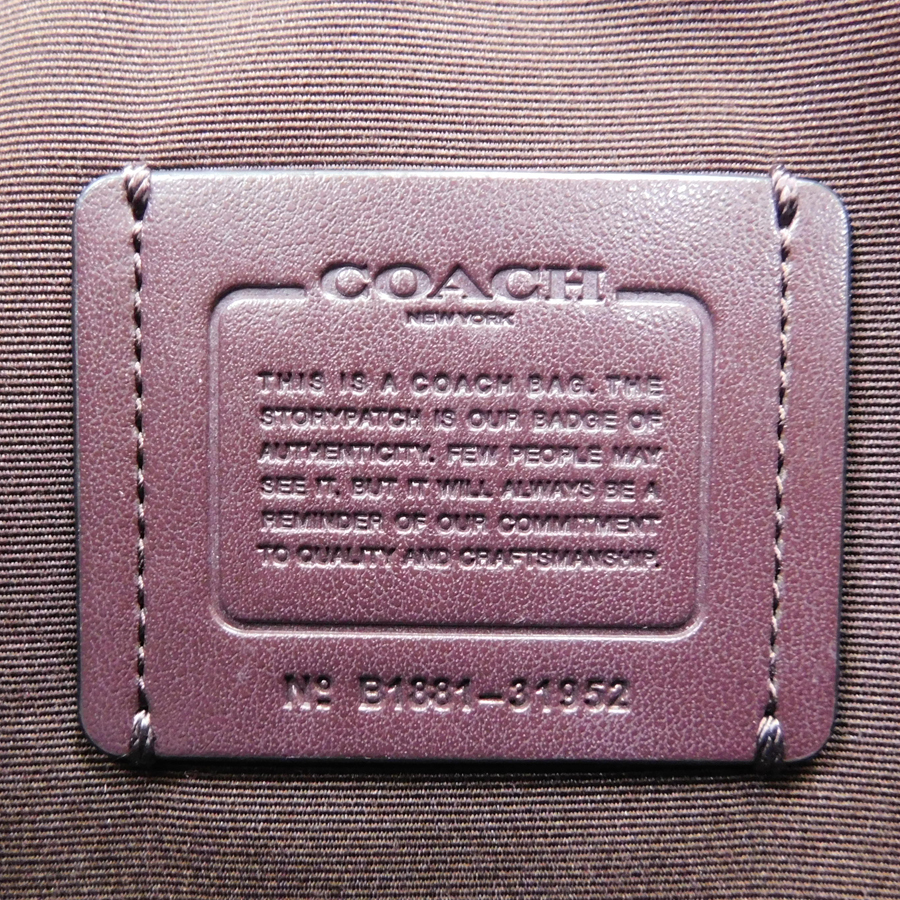 COACH
NEW YORK
THIS IS A COACH BAG. THE
STORYPATCH IS OUR BADGE OF
AUTHENTICITY. FEW PEOPLE MAY
SEE IT, BUT IT WILL ALWAYS BE A
REMINDER OF OUR COMMITMENT
TO QUALITY AND CRAFTSMANSHIP.
Nº B1881-31952